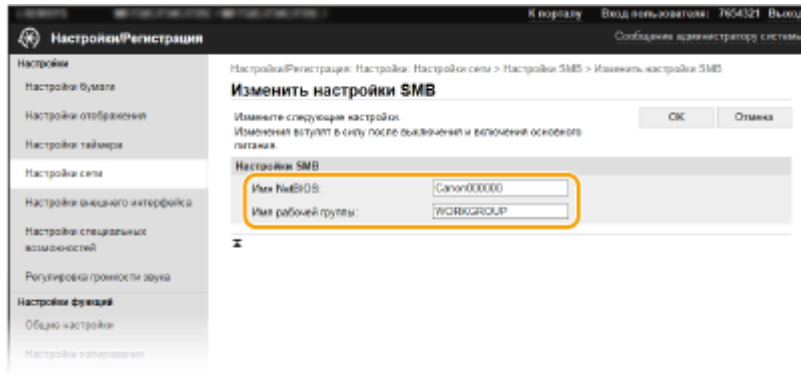 К порталу Вход пользователя: 7654321 Выход
Настройки/Регистрация
Сообщение администратору системы
Настройки
Настройки бумаги
Настройки отображения
Настройки таймера
Настройки сети
Настройки внешнего интерфейса
Настройки специальных
возможностей
Регулировка громкости звука
Настройки функций
Общие настройки
Настройки копирования
Настройки/Регистрация: Настройки: Настройки сети > Настройки SMB > Изменить настройки SMB
Изменить настройки SMB
Измените следующие настройки.
Изменения вступят в силу после выключения и включения основного
питания.
OK Отмена
Настройки SMB
Имя NetBIOS: Canon000000
Имя рабочей группы: WORKGROUP